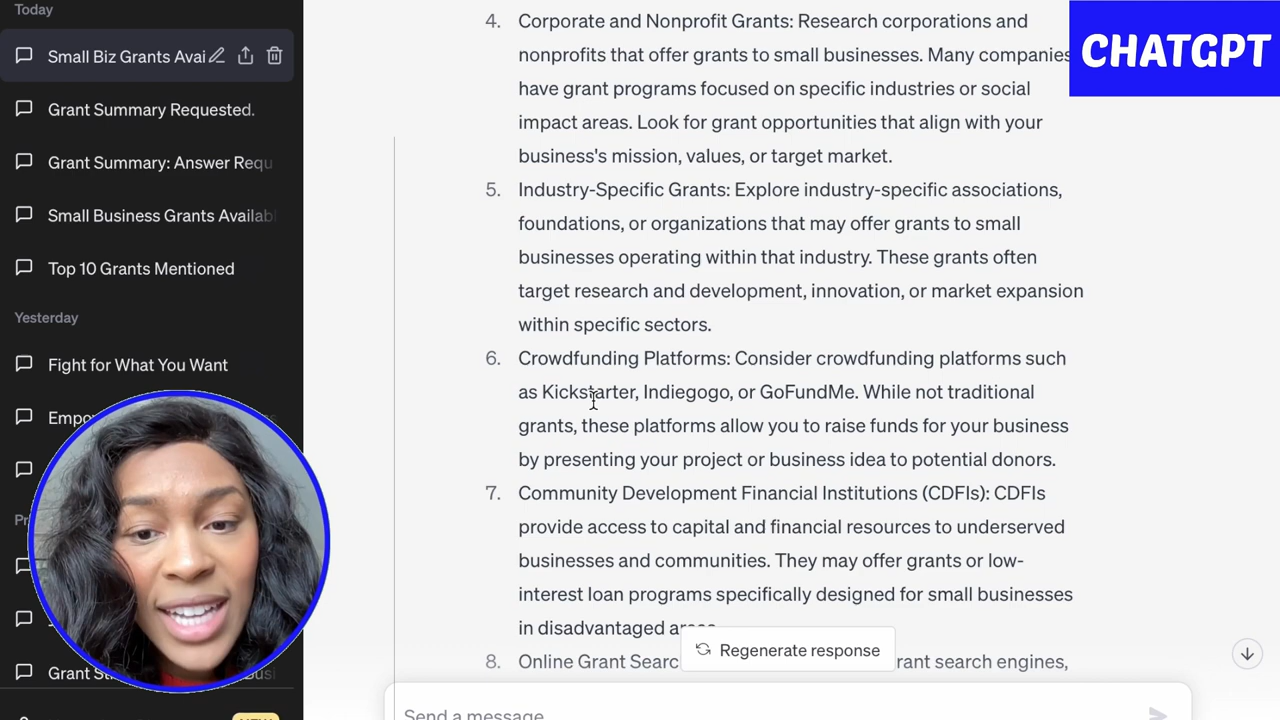 Today
Small Biz Grants Avai
Grant Summary Requested.
Grant Summary: Answer Requ
Small Business Grants Availab
Top 10 Grants Mentioned
Yesterday
Fight for What You Want
Grant
NEW
CHATGPT
4. Corporate and Nonprofit Grants: Research corporations and
nonprofits that offer grants to small businesses. Many companies
have grant programs focused on specific industries or social
impact areas. Look for grant opportunities that align with your
business's mission, values, or target market.
5. Industry-Specific Grants: Explore industry-specific associations,
foundations, or organizations that may offer grants to small
businesses operating within that industry. These grants often
target research and development, innovation, or market expansion
within specific sectors.
6. Crowdfunding Platforms: Consider crowdfunding platforms such
as Kickstarter, Indiegogo, or GoFundMe. While not traditional
grants, these platforms allow you to raise funds for your business
by presenting your project or business idea to potential donors.
7. Community Development Financial Institutions (CDFIs): CDFIs
provide access to capital and financial resources to underserved
businesses and communities. They may offer grants or low-
interest loan programs specifically designed for small businesses
in disadvantaged areas.
8. Online Grant Searc rant search engines,
Regenerate response
Send a message